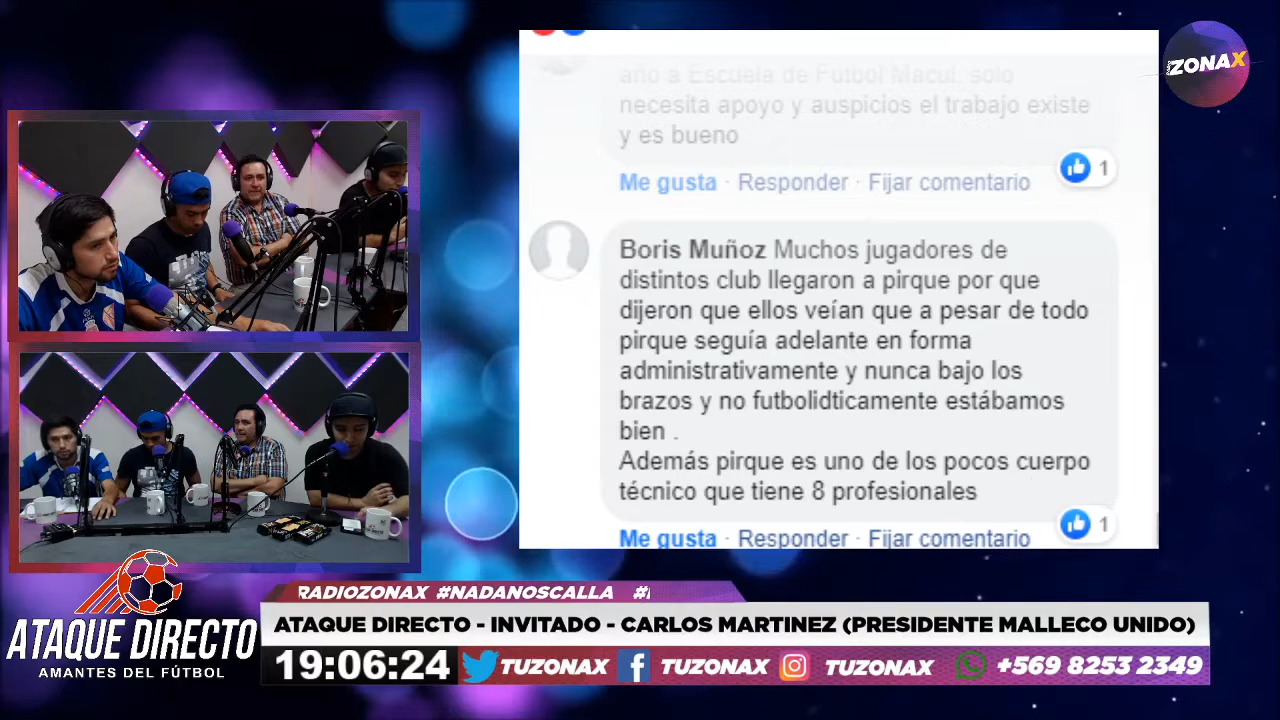 ZONAX
año a Escuela de Futbol Macul. solo
necesita apoyo y auspicios el trabajo existe
y es bueno
1
Me gusta · Responder · Fijar comentario
Boris Muñoz Muchos jugadores de
distintos club llegaron a pirque por que
dijeron que ellos veían que a pesar de todo
pirque seguía adelante en forma
administrativamente y nunca bajo los
brazos y no futbolidticamente estábamos
bien .
Además pirque es uno de los pocos cuerpo
técnico que tiene 8 profesionales
1
Me gusta · Responder · Fijar comentario
RADIOZONAX #NADANOSCALLA #
ATAQUE DIRECTO
AMANTES DEL FÚTBOL
ATAQUE DIRECTO - INVITADO - CARLOS MARTINEZ (PRESIDENTE MALLECO UNIDO)
19:06:24 TUZONAX TUZONAX TUZONAX +569 8253 2349